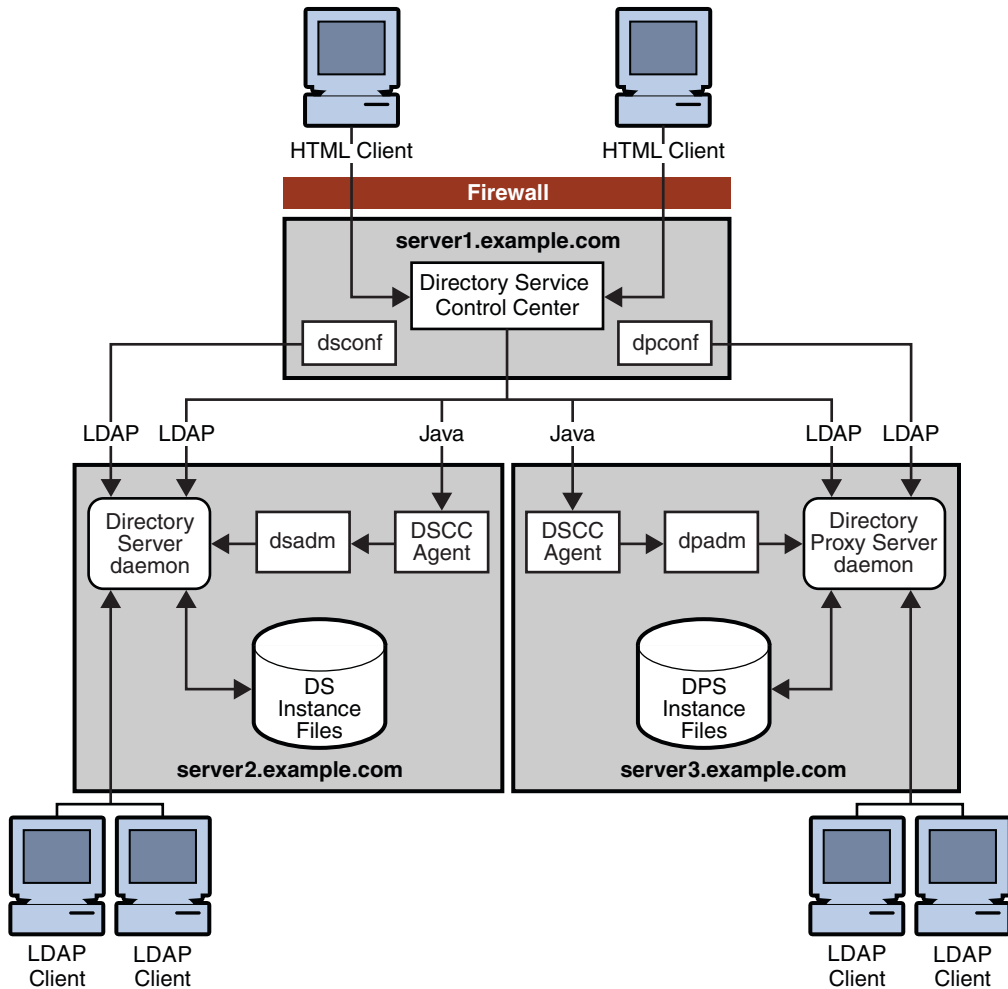 HTML Client
HTML Client
Firewall
server1.example.com
Directory Service
Control Center
dsconf
dpconf
LDAP
LDAP
Java
Java
LDAP
LDAP
Directory
Server
daemon
dsadm
DSCC
Agent
DSCC
Agent
dpadm
Directory
Proxy Server
daemon
DS
Instance
Files
DPS
Instance
Files
server2.example.com
server3.example.com
LDAP
Client
LDAP
Client
LDAP
Client
LDAP
Client